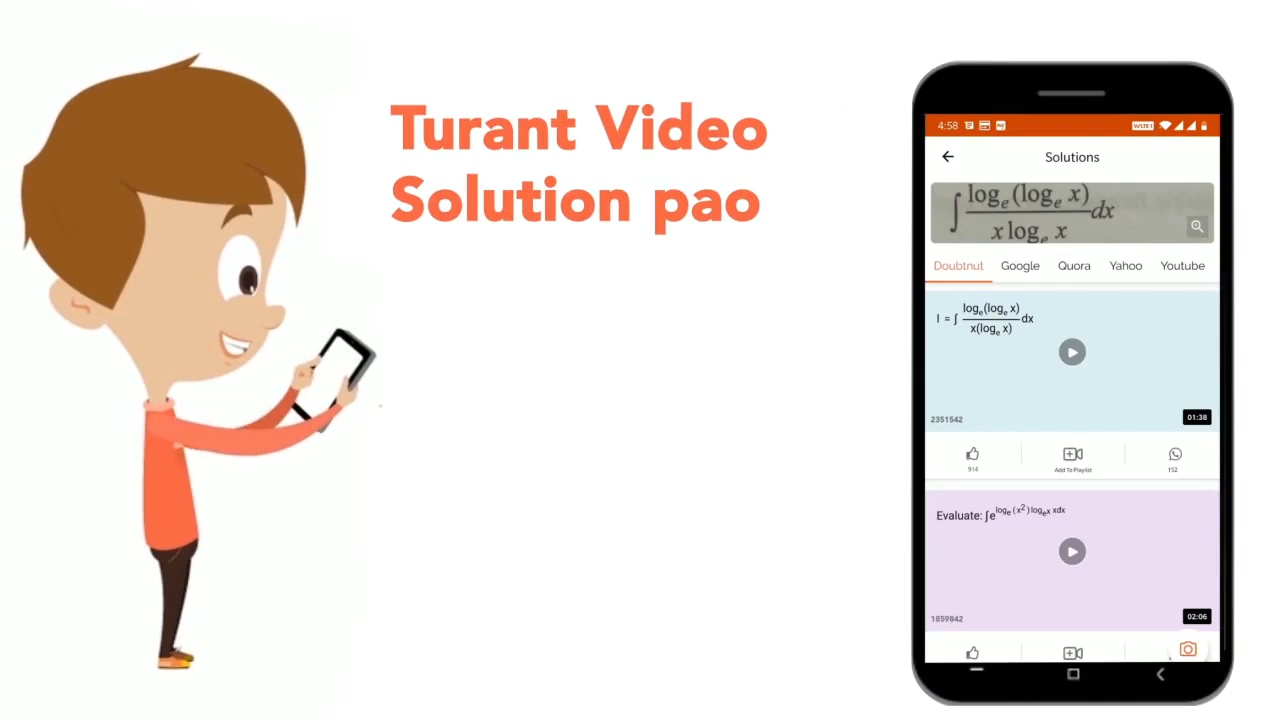 Turant Video
Solution pao
4:58
VoLTE1
Solutions
∫ logₑ(logₑ x) / x logₑ x dx
Doubtnut Google Quora Yahoo Youtube
I = ∫ logₑ(logₑ x) / x(logₑ x) dx
2351542 01:38
914 Add To Playlist 152
Evaluate: ∫e^logₑ(x²)logₑx xdx
1859842 02:06